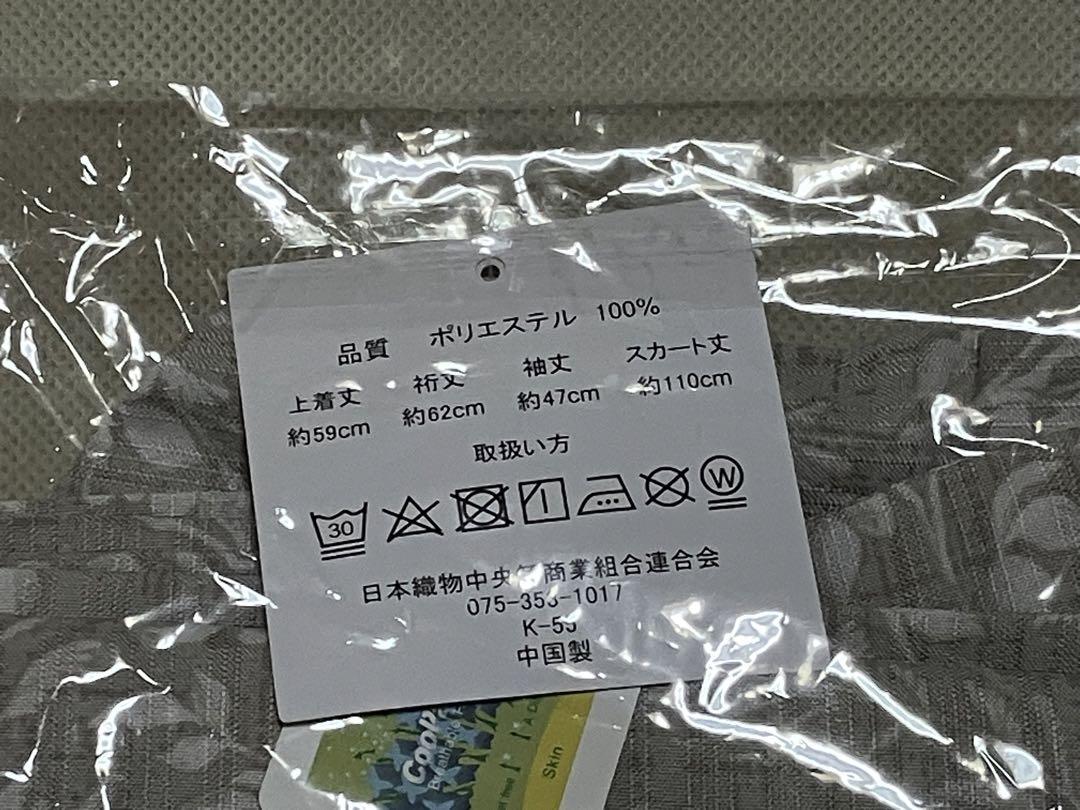 品質 ポリエステル 100%
上着丈 裄丈 袖丈 スカート丈
約59cm 約62cm 約47cm 約110cm
取扱い方
30 W
日本織物中央 商業組合連合会
中国製
Skin